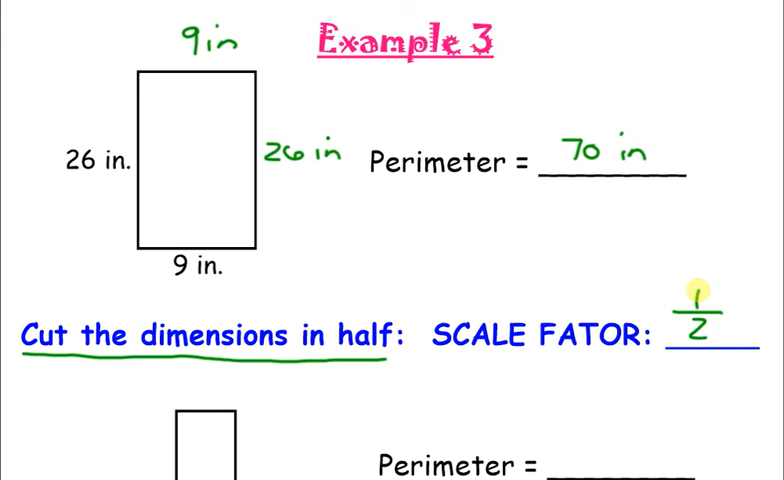 9in
Example 3
26 in.
26 in
Perimeter = 70 in
9 in.
Cut the dimensions in half: SCALE FATOR: 1/2
Perimeter =